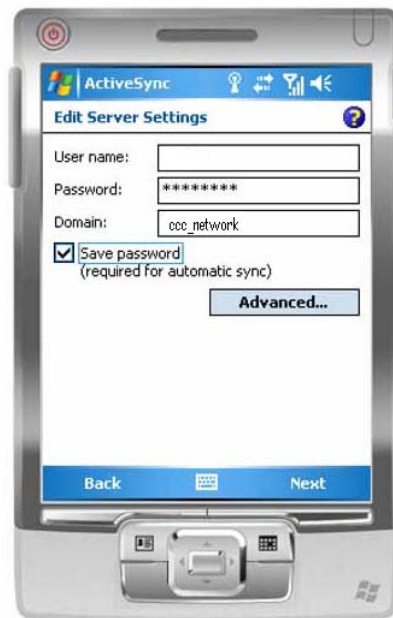 ActiveSync
Edit Server Settings
?
User name:
Password: ********
Domain: ccc_network
Save password
(required for automatic sync)
Advanced...
Back Next